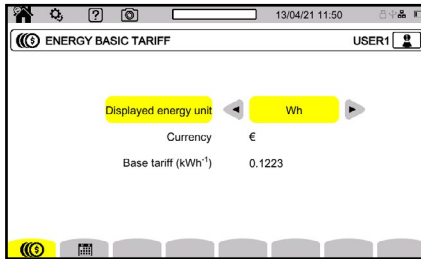 13/04/21 11:50
ENERGY BASIC TARIFF
USER1
Displayed energy unit
Wh
Currency
€
Base tariff (kWh⁻¹)
0.1223